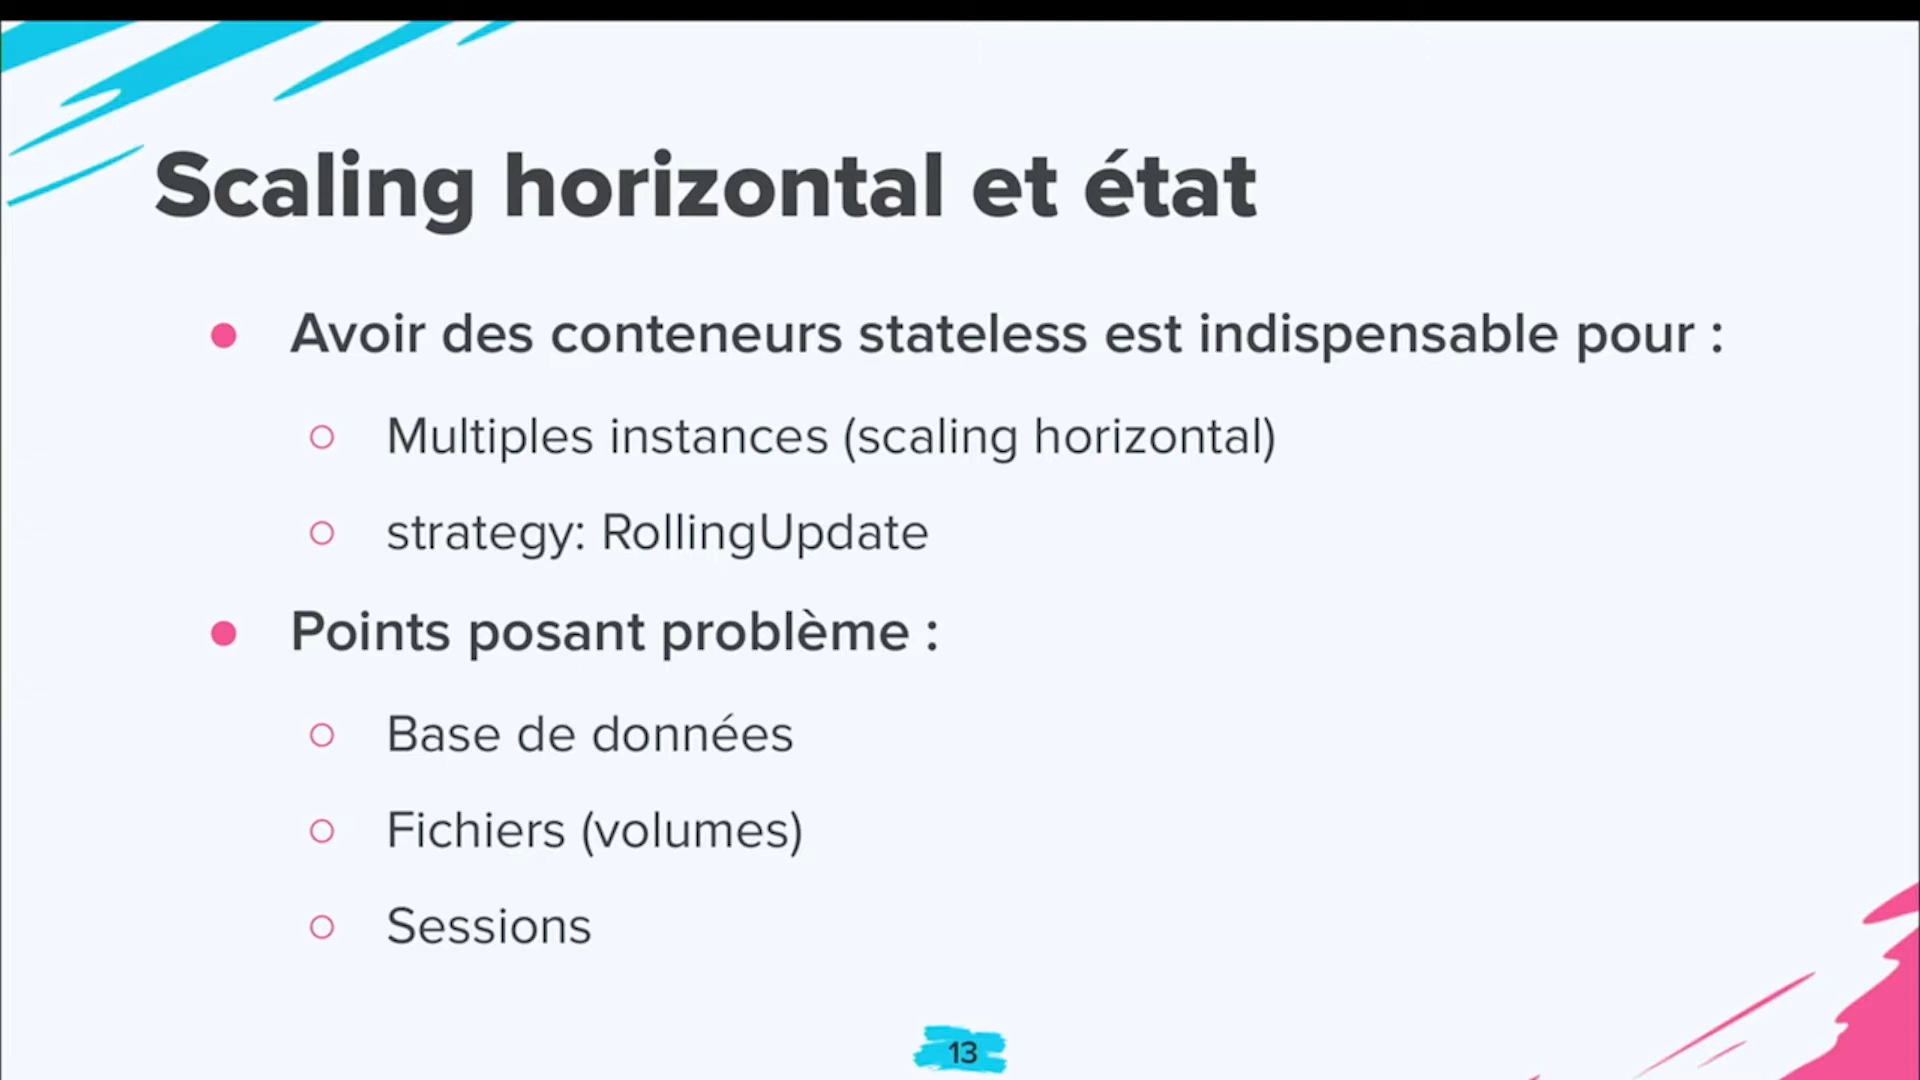 Scaling horizontal et état
● Avoir des conteneurs stateless est indispensable pour :
○ Multiples instances (scaling horizontal)
○ strategy: RollingUpdate
● Points posant problème :
○ Base de données
○ Fichiers (volumes)
○ Sessions
13